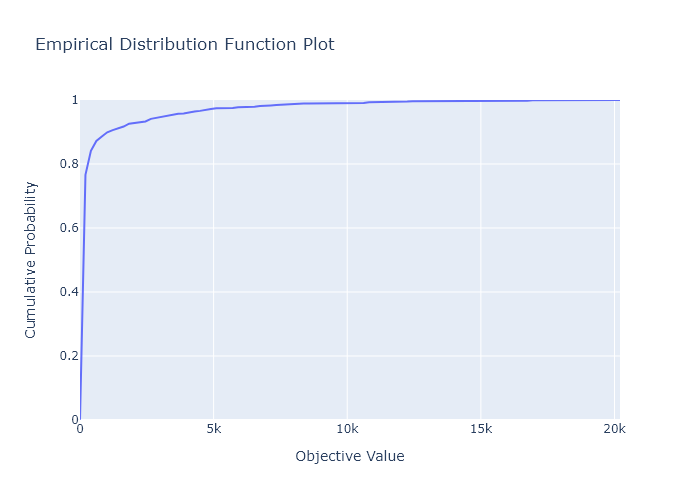 Empirical Distribution Function Plot
1
0.8
0.6
0.4
0.2
0
0
5k
10k
15k
20k
Cumulative Probability
Objective Value